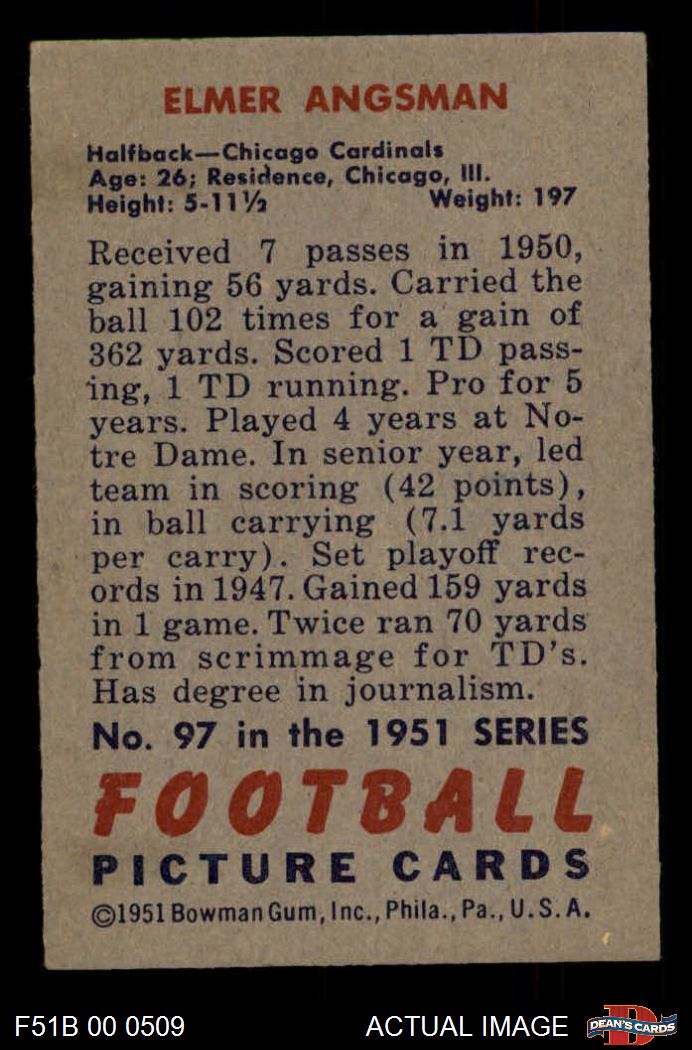 ELMER ANGSMAN
Halfback—Chicago Cardinals
Age: 26; Residence, Chicago, Ill.
Height: 5-11½ Weight: 197
Received 7 passes in 1950,
gaining 56 yards. Carried the
ball 102 times for a gain of
362 yards. Scored 1 TD pass-
ing, 1 TD running. Pro for 5
years. Played 4 years at No-
tre Dame. In senior year, led
team in scoring (42 points),
in ball carrying (7.1 yards
per carry). Set playoff rec-
ords in 1947. Gained 159 yards
in 1 game. Twice ran 70 yards
from scrimmage for TD's.
Has degree in journalism.
No. 97 in the 1951 SERIES
FOOTBALL
PICTURE CARDS
©1951 Bowman Gum, Inc., Phila., Pa., U.S.A.
F51B 00 0509 ACTUAL IMAGE DEAN'S CARDS